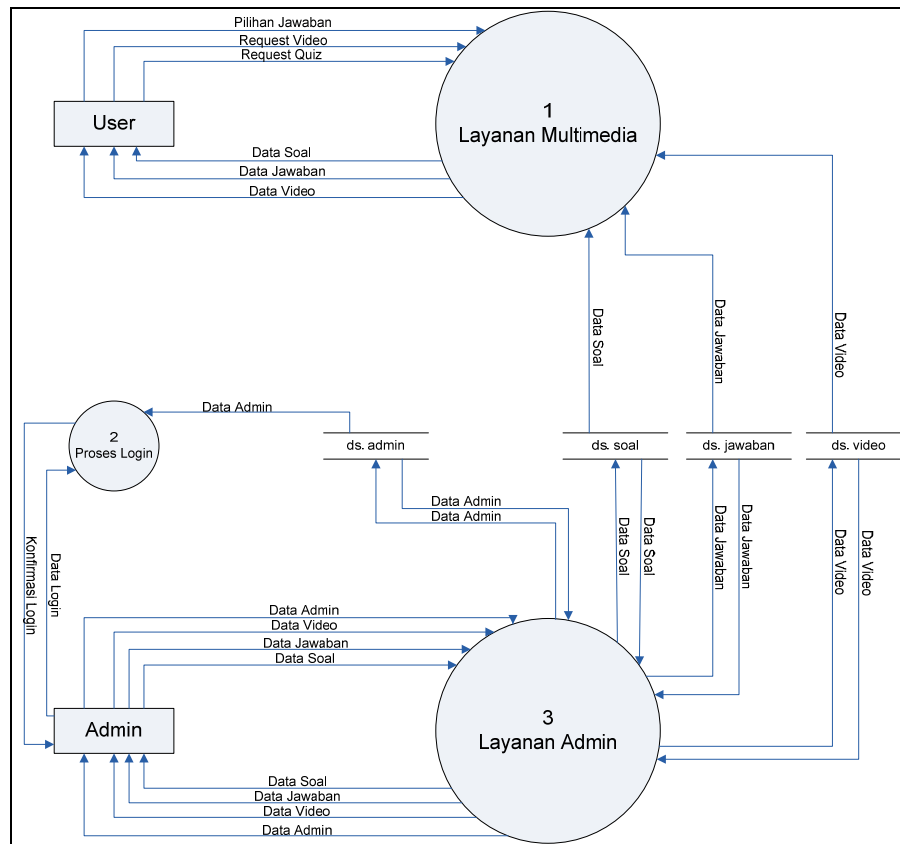 Pilihan Jawaban
Request Video
Request Quiz
User
1
Layanan Multimedia
Data Soal
Data Jawaban
Data Video
Data Soal
Data Jawaban
Data Video
Data Admin
2
Proses Login
ds. admin
ds. soal
ds. jawaban
ds. video
Data Admin
Data Admin
Data Soal
Data Soal
Data Jawaban
Data Jawaban
Data Video
Data Video
Konfirmasi Login
Data Login
Data Admin
Data Video
Data Jawaban
Data Soal
Admin
3
Layanan Admin
Data Soal
Data Jawaban
Data Video
Data Admin